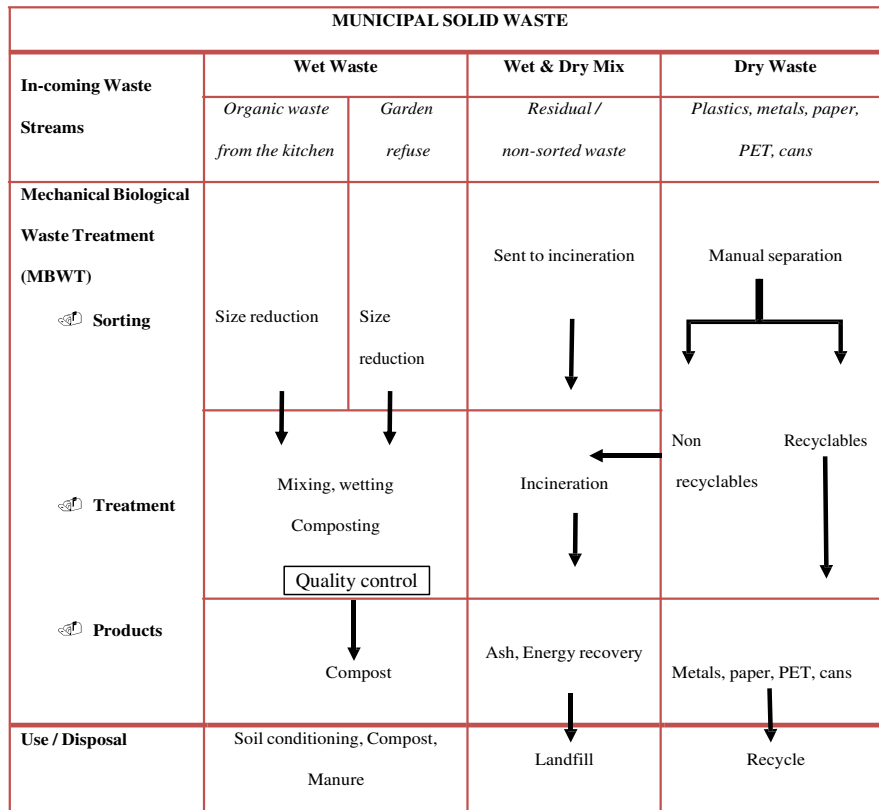 MUNICIPAL SOLID WASTE
In-coming Waste
Streams
Wet Waste
Wet & Dry Mix
Dry Waste
Organic waste
from the kitchen
Garden
refuse
Residual /
non-sorted waste
Plastics, metals, paper,
PET, cans
Mechanical Biological
Waste Treatment
(MBWT)
Sorting
Size reduction
Size
reduction
Sent to incineration
Manual separation
Treatment
Mixing, wetting
Composting
Quality control
Incineration
Non
recyclables
Recyclables
Products
Compost
Ash, Energy recovery
Metals, paper, PET, cans
Use / Disposal
Soil conditioning, Compost,
Manure
Landfill
Recycle